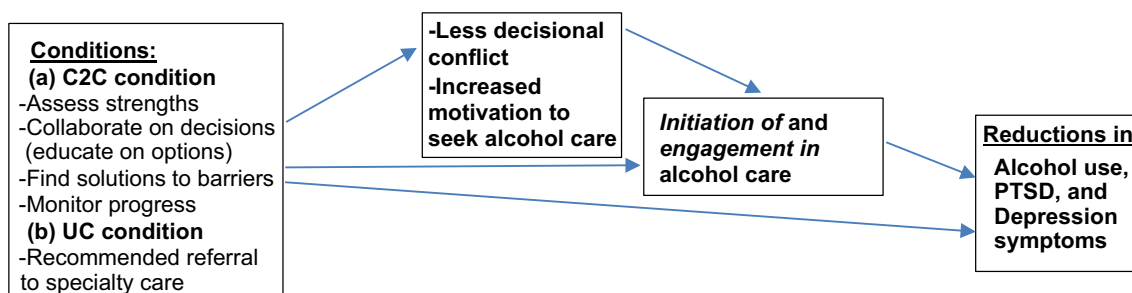 Conditions:
(a) C2C condition
-Assess strengths
-Collaborate on decisions
(educate on options)
-Find solutions to barriers
-Monitor progress
(b) UC condition
-Recommended referral
to specialty care
-Less decisional
conflict
-Increased
motivation to
seek alcohol care
Initiation of and
engagement in
alcohol care
Reductions in
Alcohol use,
PTSD, and
Depression
symptoms